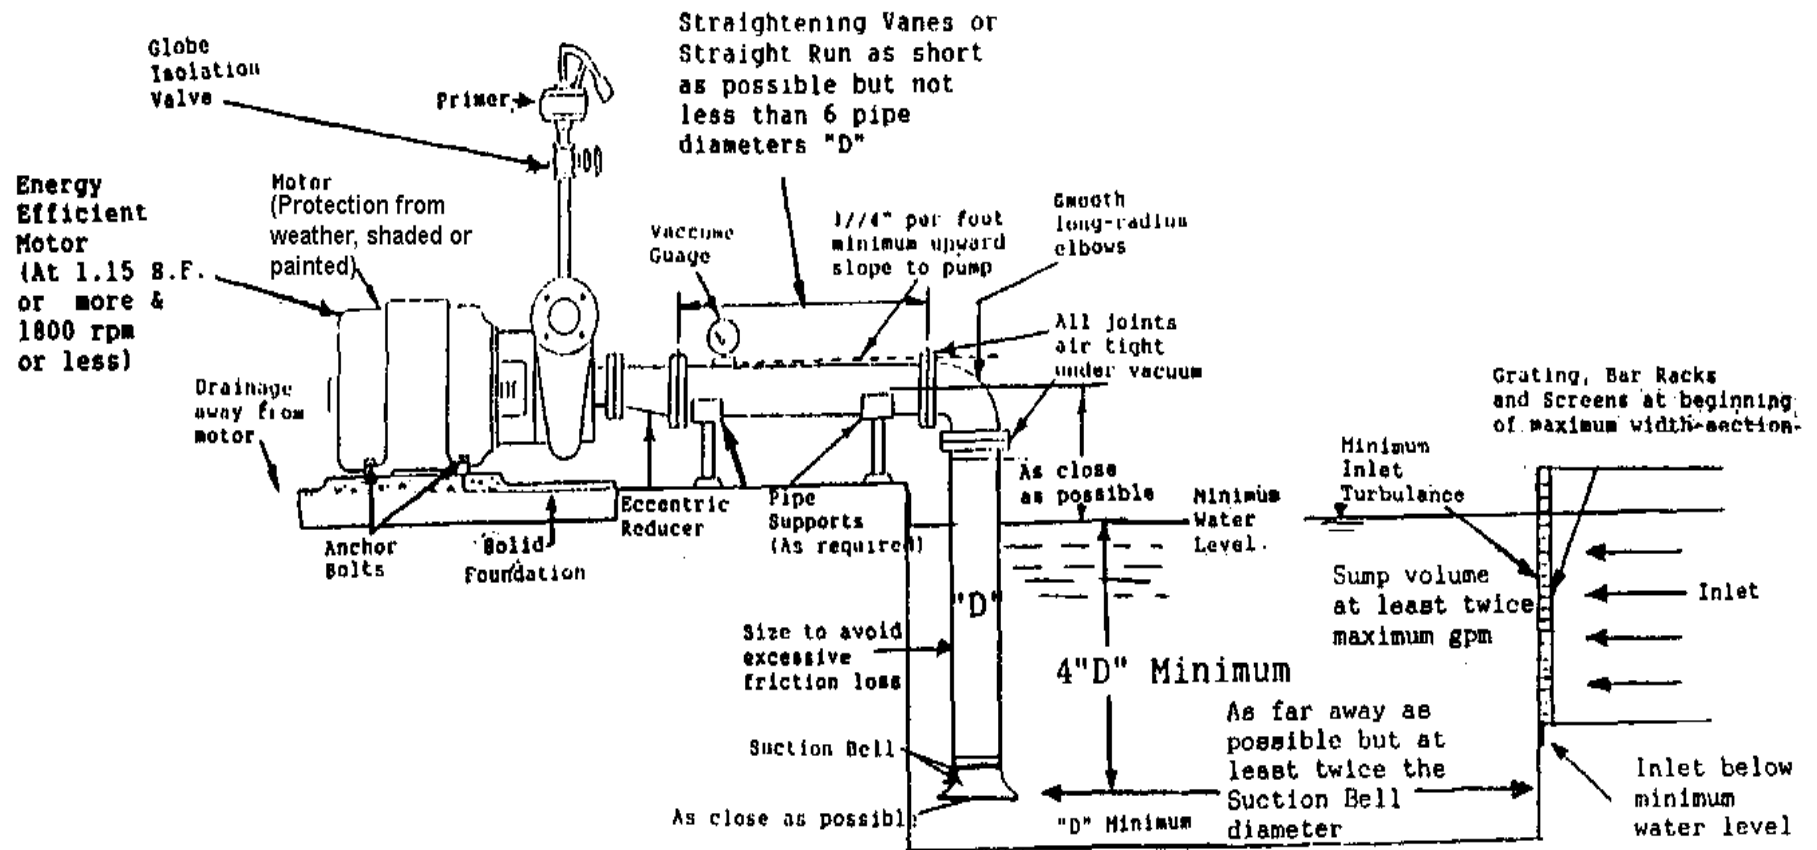 Straightening Vanes or
Straight Run as short
as possible but not
less than 6 pipe
diameters "D"
Globe
Isolation
Valve
Primer
Energy
Efficient
Motor
(At 1.15 S.F.
or more &
1800 rpm
or less)
Motor
(Protection from
weather, shaded or
painted)
Vaccume
Guage
1//4" per foot
minimum upward
slope to pump
Smooth
long-radium
elbows
All joints
air tight
under vacuum
Drainage
away from
motor
Grating, Bar Racks
and Screens at beginning
of maximum width section
Minimum
Inlet
Turbulance
As close
as possible
Minimum
Water
Level.
Eccentric
Reducer
Pipe
Supports
(As required)
Anchor
Bolts
Solid
Foundation
Sump volume
at least twice
maximum gpm
Inlet
"D"
Size to avoid
excessive
friction loss
4"D" Minimum
As far away as
possible but at
least twice the
Suction Bell
diameter
Suction Bell
As close as possibl
"D" Minimum
Inlet below
minimum
water level